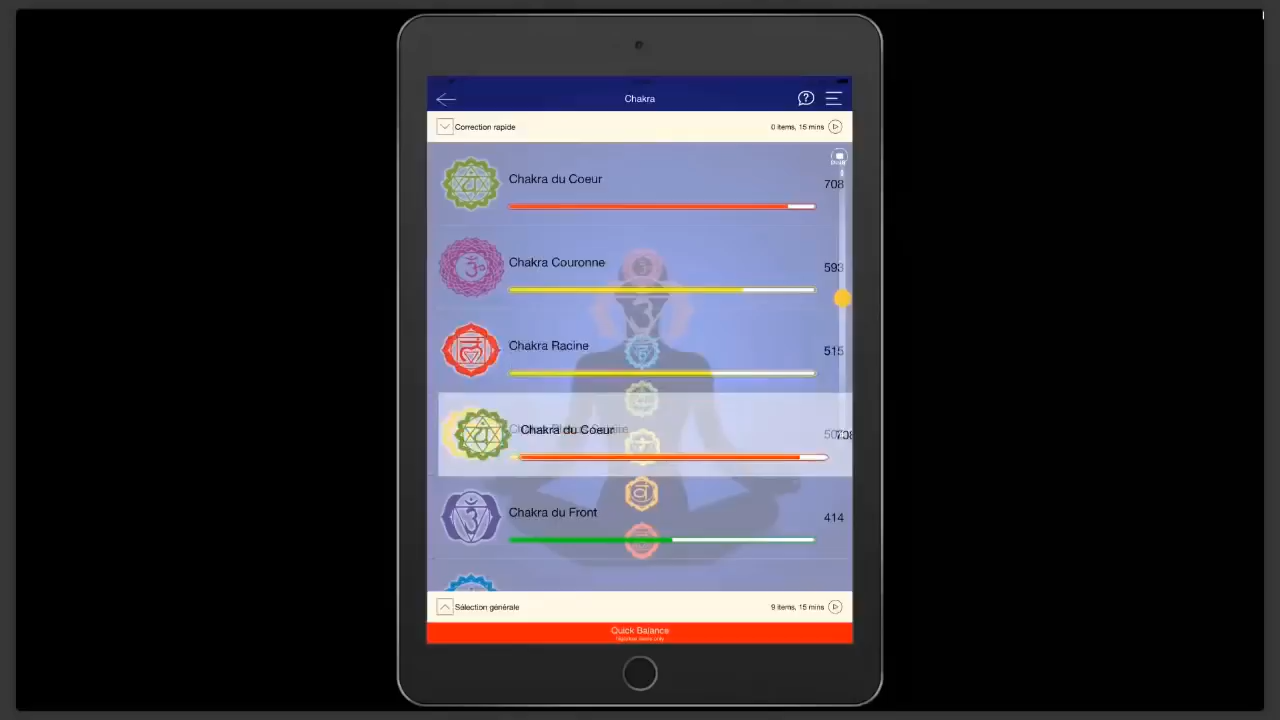 Chakra
Correction rapide
0 items, 15 mins
Chakra du Coeur
708
Chakra Couronne
593
Chakra Racine
515
Chakra du Coeur
708
Chakra du Front
414
Sélection générale
9 items, 15 mins
Quick Balance